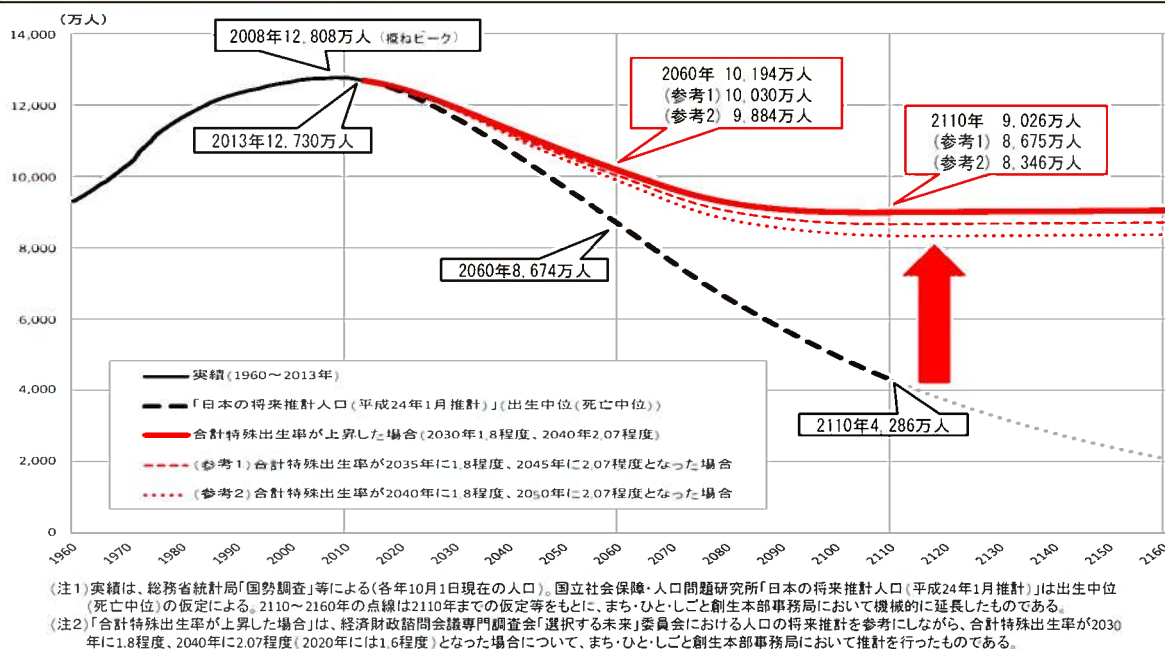 (万人)
14,000
12,000
10,000
8,000
6,000
4,000
2,000
0
2008年12,808万人 (概ねピーク)
2013年12,730万人
2060年 10,194万人
(参考1) 10,030万人
(参考2) 9,884万人
2110年 9,026万人
(参考1) 8,675万人
(参考2) 8,346万人
2060年8,674万人
2110年4,286万人
実績(1960～2013年)
「日本の将来推計人口(平成24年1月推計)」(出生中位(死亡中位))
合計特殊出生率が上昇した場合(2030年1.8程度、2040年2.07程度)
(参考1)合計特殊出生率が2035年に1.8程度、2045年に2.07程度となった場合
(参考2)合計特殊出生率が2040年に1.8程度、2050年に2.07程度となった場合
1960 1970 1980 1990 2000 2010 2020 2030 2040 2050 2060 2070 2080 2090 2100 2110 2120 2130 2140 2150 2160
(注1)実績は、総務省統計局「国勢調査」等による(各年10月1日現在の人口)。国立社会保障・人口問題研究所「日本の将来推計人口(平成24年1月推計)」は出生中位
(死亡中位)の仮定による。2110～2160年の点線は2110年までの仮定等をもとに、まち・ひと・しごと創生本部事務局において機械的に延長したものである。
(注2)「合計特殊出生率が上昇した場合」は、経済財政諮問会議専門調査会「選択する未来」委員会における人口の将来推計を参考にしながら、合計特殊出生率が2030
年に1.8程度、2040年に2.07程度(2020年には1.6程度)となった場合について、まち・ひと・しごと創生本部事務局において推計を行ったものである。